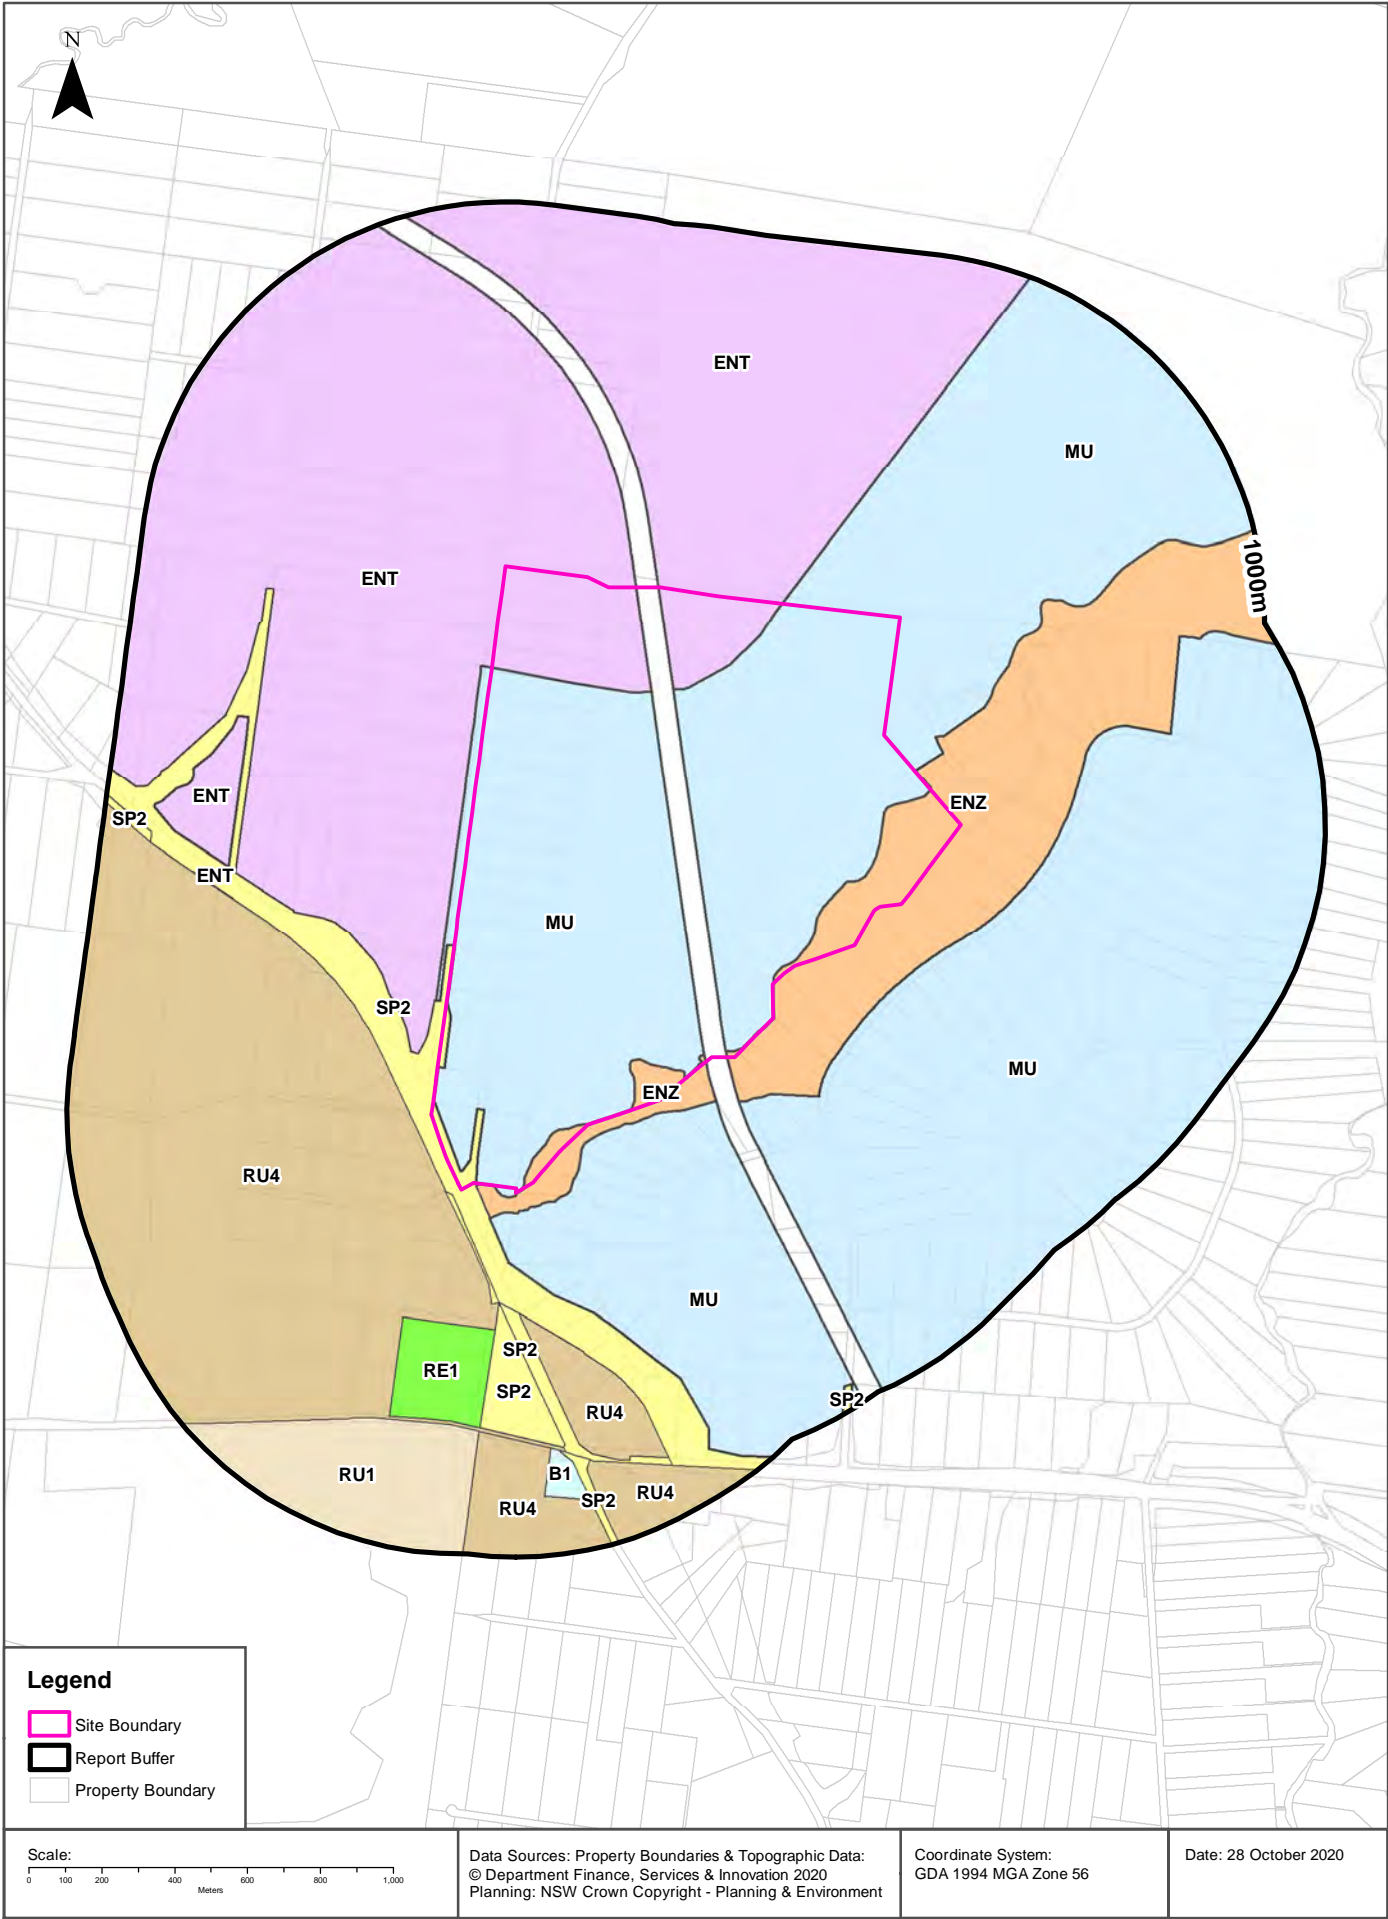 N
ENT
MU
1000m
ENT
ENT
ENZ
SP2
ENT
MU
SP2
MU
ENZ
RU4
MU
SP2
RE1
SP2
SP2
RU4
B1
RU1
RU4
SP2
RU4
Legend
Site Boundary
Report Buffer
Property Boundary
Scale:
0 100 200 400 600 800 1,000
Meters
Data Sources: Property Boundaries & Topographic Data:
© Department Finance, Services & Innovation 2020
Planning: NSW Crown Copyright - Planning & Environment
Coordinate System:
GDA 1994 MGA Zone 56
Date: 28 October 2020